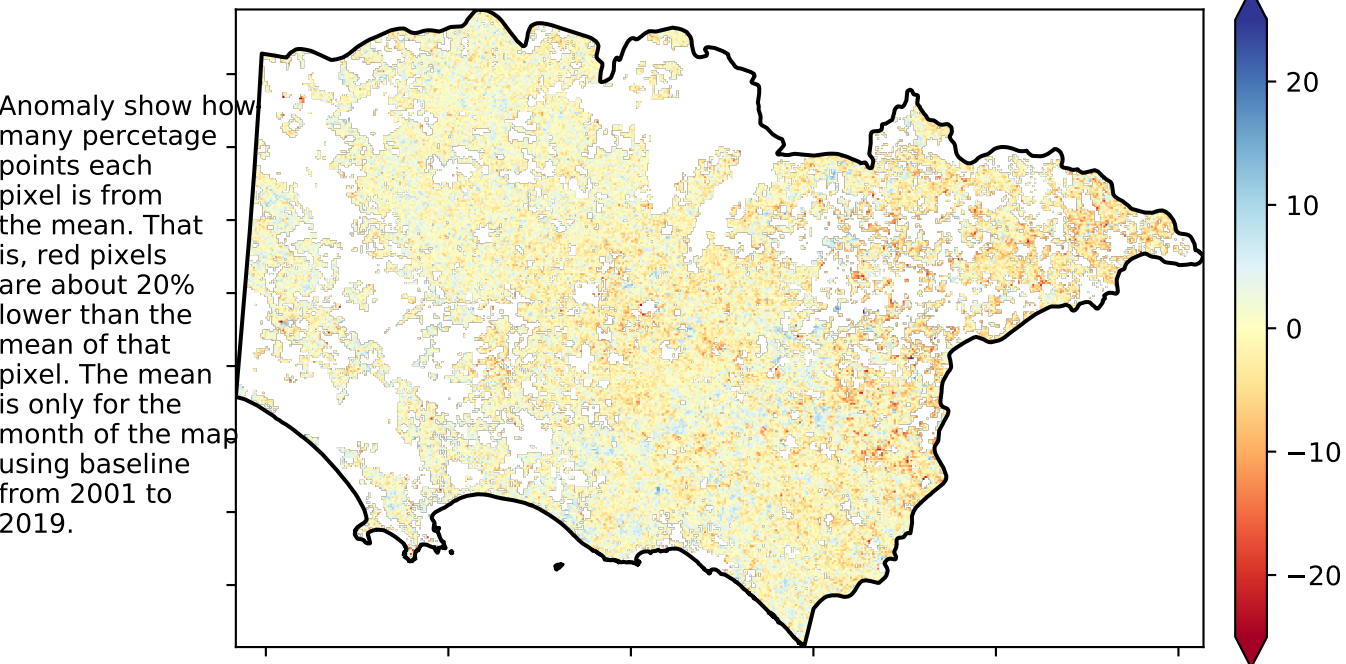 Anomaly show how
many percetage
points each
pixel is from
the mean. That
is, red pixels
are about 20%
lower than the
mean of that
pixel. The mean
is only for the
month of the map
using baseline
from 2001 to
2019.
20
10
0
−10
−20